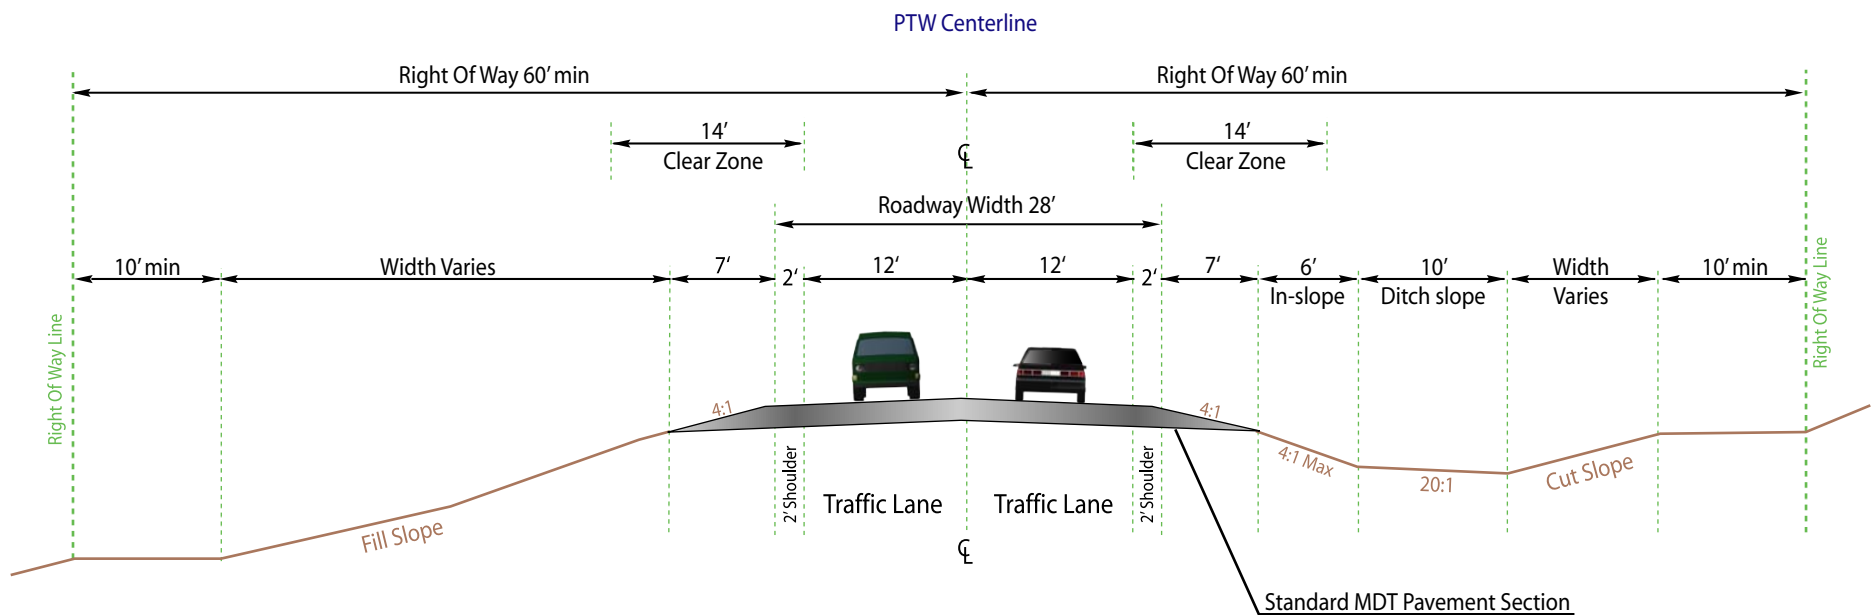 PTW Centerline
Right Of Way 60’ min
Right Of Way 60’ min
14’
Clear Zone
14’
Clear Zone
℄
Roadway Width 28’
10’ min
Width Varies
7‘
2‘
12‘
12‘
2‘
7‘
6’
In-slope
10’
Ditch slope
Width
Varies
10’ min
Right Of Way Line
Right Of Way Line
4:1
4:1
4:1 Max
20:1
Cut Slope
Fill Slope
2’ Shoulder
Traffic Lane
Traffic Lane
2’ Shoulder
℄
Standard MDT Pavement Section